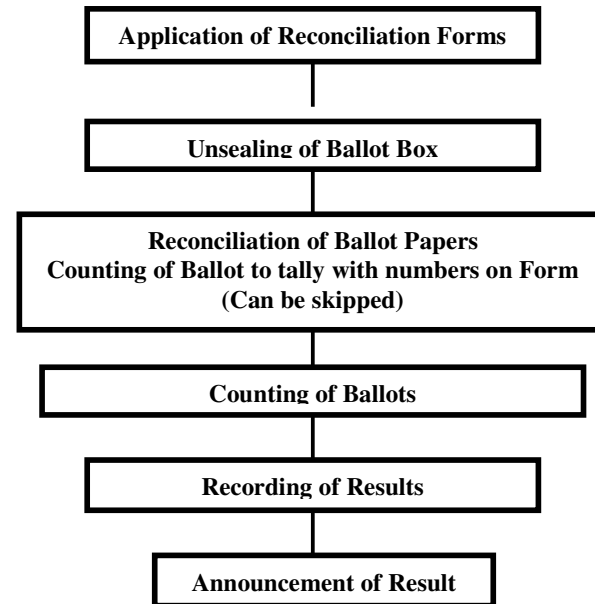 Application of Reconciliation Forms
Unsealing of Ballot Box
Reconciliation of Ballot Papers
Counting of Ballot to tally with numbers on Form
(Can be skipped)
Counting of Ballots
Recording of Results
Announcement of Result